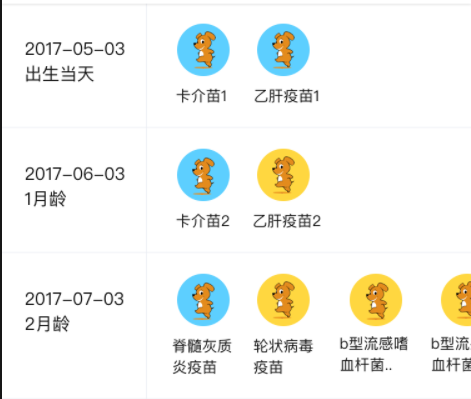 2017-05-03
出生当天
卡介苗1
乙肝疫苗1
2017-06-03
1月龄
卡介苗2
乙肝疫苗2
2017-07-03
2月龄
脊髓灰质
炎疫苗
轮状病毒
疫苗
b型流感嗜
血杆菌..
b型流
血杆